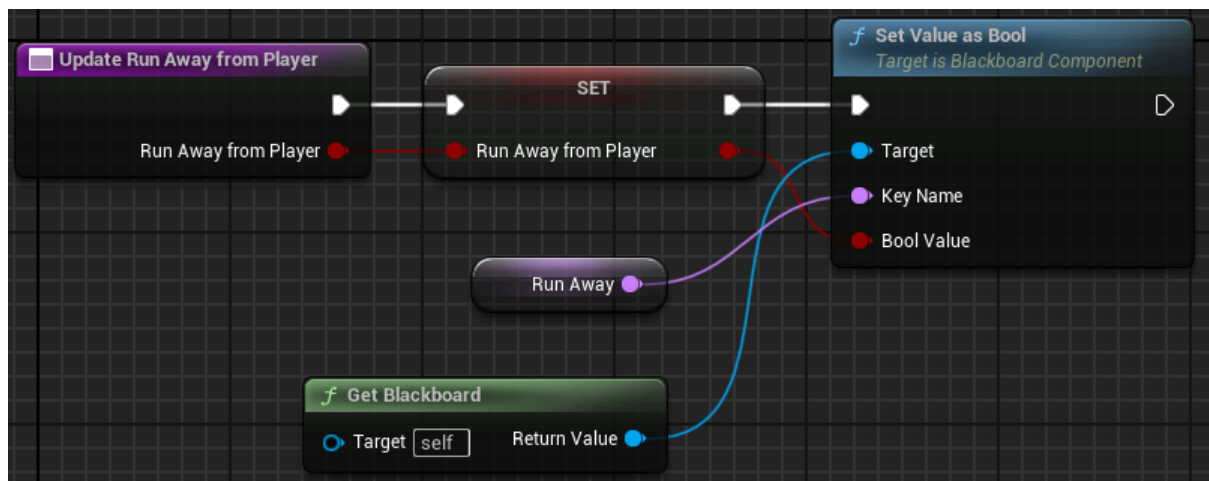 Update Run Away from Player
Run Away from Player
SET
Run Away from Player
f Set Value as Bool
Target is Blackboard Component
Target
Key Name
Bool Value
Run Away
f Get Blackboard
Target self Return Value